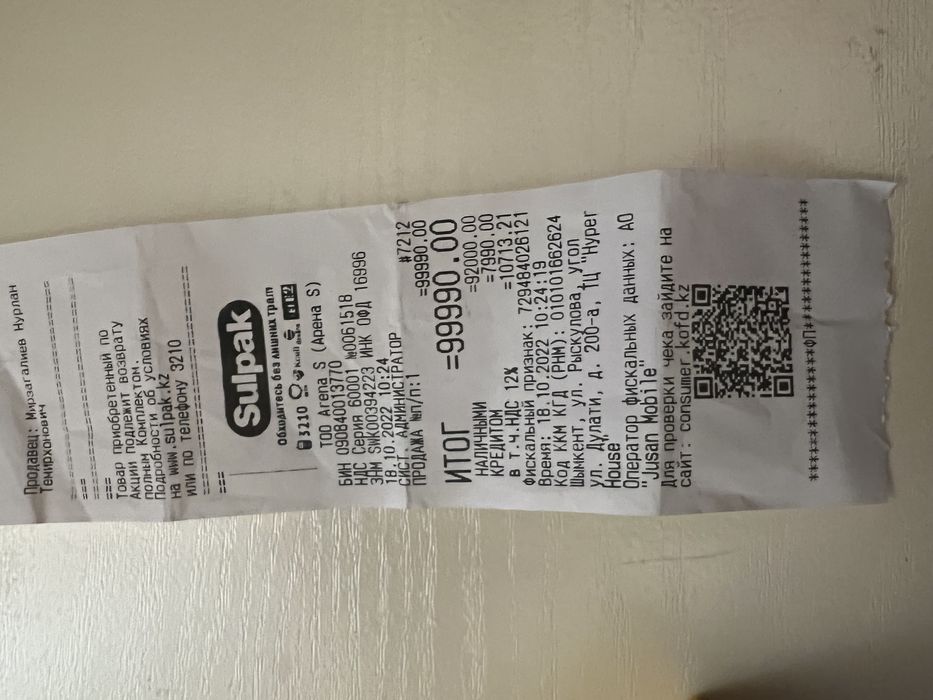 Продавец: Мирзагалиев Нурлан
Темирхонович
===
===
Товар приобретенный по
Акции подлежит возврату
полным Комплектом.
Подробности об условиях
на www.sulpak.kz
или по телефону 3210
===
Sulpak
Обходитесь без лишних трат
3210
ТОО Arena S (Арена S)
БИН 090840013770
НДС Серия 60001 №0061518
ЗНМ SWK00394223 ИНК ОФД 16996
18.10.2022 10:24
СИСТ. АДМИНИСТРАТОР #7212
ПРОДАЖА №п/п:1 =99990.00
ИТОГ =99990.00
НАЛИЧНЫМИ =92000.00
КРЕДИТОМ =7990.00
в т.ч.НДС 12% =10713.21
Фискальный признак: 729484026121
Время: 18.10.2022 10:24:19
Код ККМ КГД (РНМ): 010101662624
Шымкент, ул. Рыскулова, угол
ул. Дулати, д. 200-а, ТЦ "Hyper
House"
Оператор фискальных данных: АО
"Jusan Mobile"
Для проверки чека зайдите на
сайт: consumer.kofd.kz
***************ФП***************